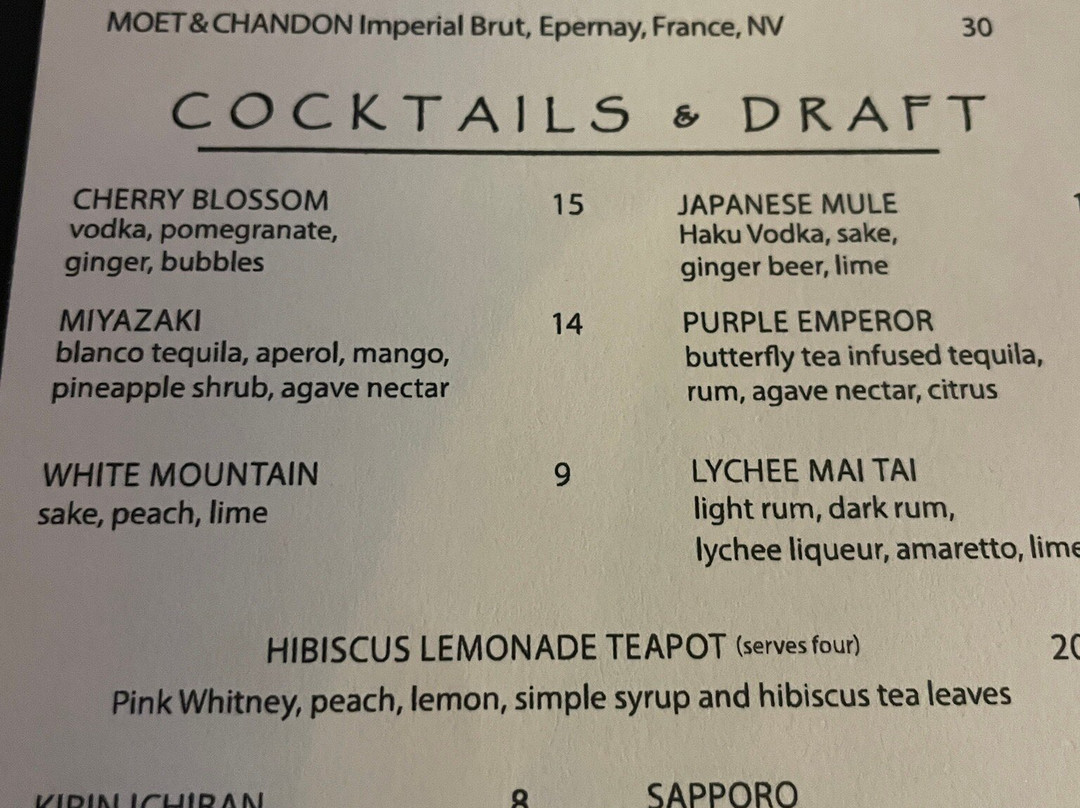 MOET & CHANDON Imperial Brut, Epernay, France, NV 30
COCKTAILS & DRAFT
CHERRY BLOSSOM 15
vodka, pomegranate,
ginger, bubbles
MIYAZAKI 14
blanco tequila, aperol, mango,
pineapple shrub, agave nectar
WHITE MOUNTAIN 9
sake, peach, lime
JAPANESE MULE
Haku Vodka, sake,
ginger beer, lime
PURPLE EMPEROR
butterfly tea infused tequila,
rum, agave nectar, citrus
LYCHEE MAI TAI
light rum, dark rum,
lychee liqueur, amaretto, lime
HIBISCUS LEMONADE TEAPOT (serves four) 20
Pink Whitney, peach, lemon, simple syrup and hibiscus tea leaves
KIRIN ICHIBAN 8
SAPPORO